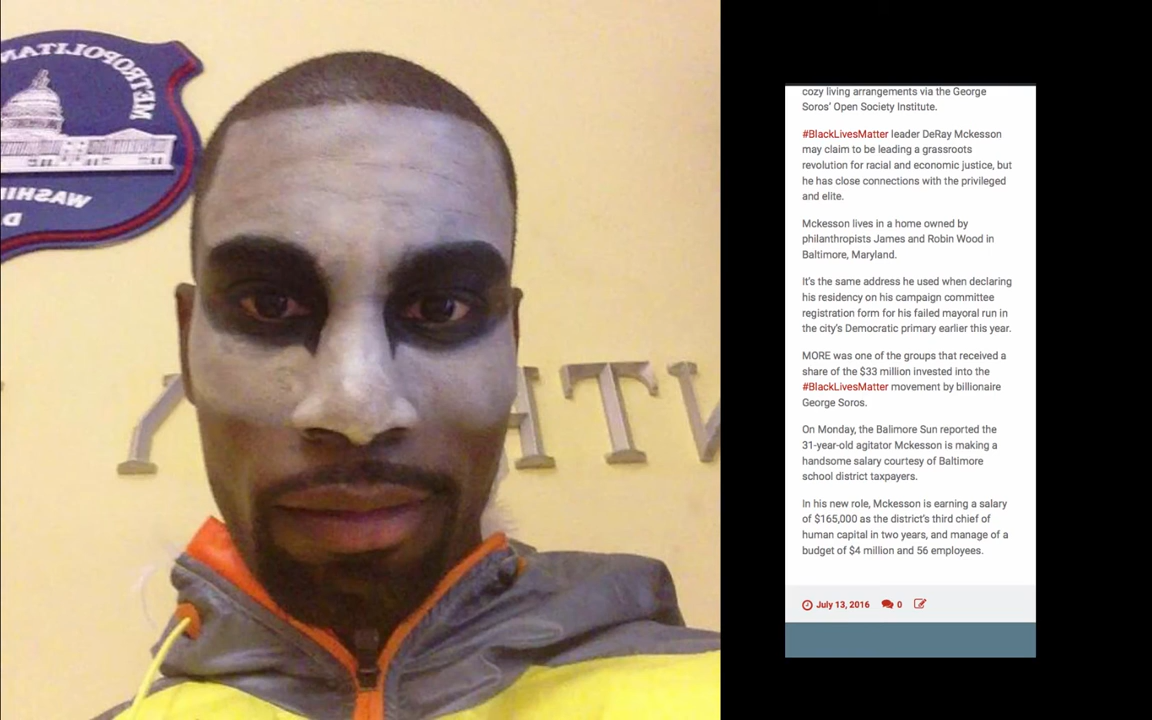 METROPOLITAN
WASHIN
D
cozy living arrangements via the George
Soros' Open Society Institute.
#BlackLivesMatter leader DeRay Mckesson
may claim to be leading a grassroots
revolution for racial and economic justice, but
he has close connections with the privileged
and elite.
Mckesson lives in a home owned by
philanthropists James and Robin Wood in
Baltimore, Maryland.
It's the same address he used when declaring
his residency on his campaign committee
registration form for his failed mayoral run in
the city's Democratic primary earlier this year.
MORE was one of the groups that received a
share of the $33 million invested into the
#BlackLivesMatter movement by billionaire
George Soros.
On Monday, the Balimore Sun reported the
31-year-old agitator Mckesson is making a
handsome salary courtesy of Baltimore
school district taxpayers.
In his new role, Mckesson is earning a salary
of $165,000 as the district's third chief of
human capital in two years, and manage of a
budget of $4 million and 56 employees.
July 13, 2016 0